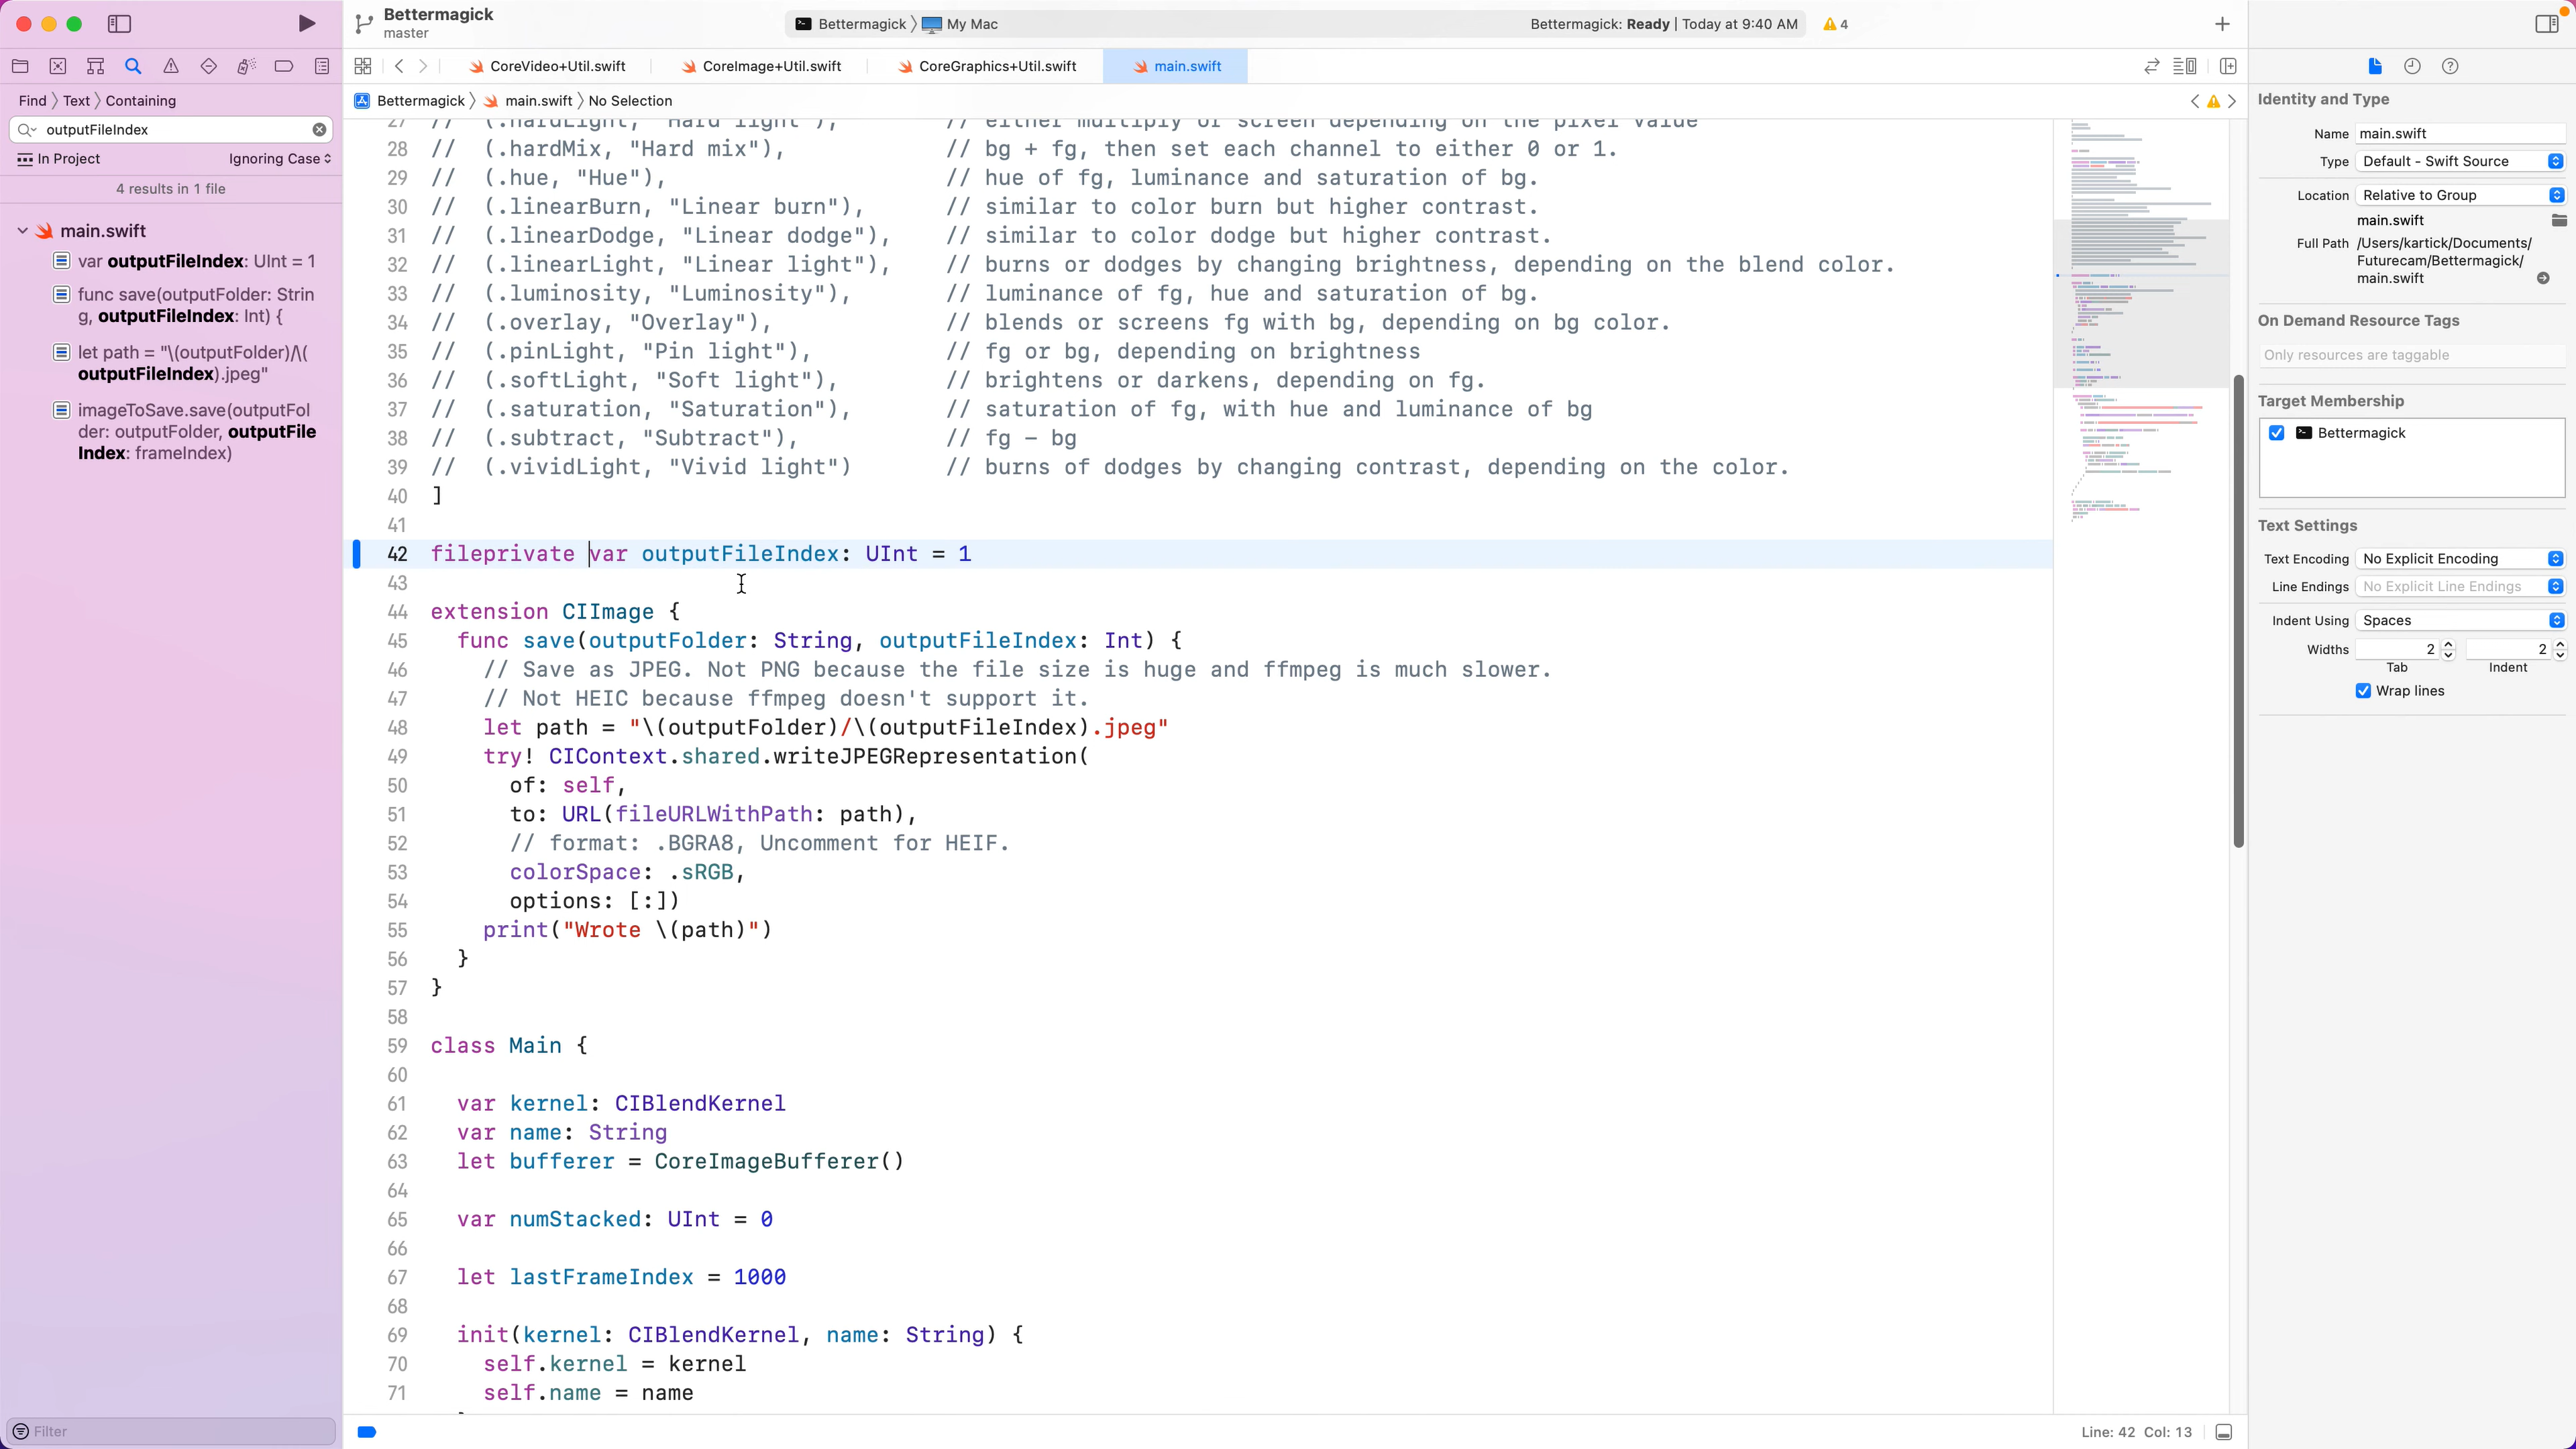 Bettermagick
master
Bettermagick
My Mac
Bettermagick: Ready | Today at 9:40 AM
4
CoreVideo+Util.swift
CoreImage+Util.swift
CoreGraphics+Util.swift
main.swift
Find
Text
Containing
outputFileIndex
In Project
Ignoring Case
4 results in 1 file
main.swift
var outputFileIndex: UInt = 1
func save(outputFolder: Strin
g, outputFileIndex: Int) {
let path = "\(outputFolder)/\(
outputFileIndex).jpeg"
imageToSave.save(outputFol
der: outputFolder, outputFile
Index: frameIndex)
Filter
Bettermagick
main.swift
No Selection
27 //  (.hardLight, "Hard light"),        // either multiply or screen depending on the pixel value
28 //  (.hardMix, "Hard mix"),            // bg + fg, then set each channel to either 0 or 1.
29 //  (.hue, "Hue"),                     // hue of fg, luminance and saturation of bg.
30 //  (.linearBurn, "Linear burn"),      // similar to color burn but higher contrast.
31 //  (.linearDodge, "Linear dodge"),    // similar to color dodge but higher contrast.
32 //  (.linearLight, "Linear light"),    // burns or dodges by changing brightness, depending on the blend color.
33 //  (.luminosity, "Luminosity"),       // luminance of fg, hue and saturation of bg.
34 //  (.overlay, "Overlay"),             // blends or screens fg with bg, depending on bg color.
35 //  (.pinLight, "Pin light"),          // fg or bg, depending on brightness
36 //  (.softLight, "Soft light"),        // brightens or darkens, depending on fg.
37 //  (.saturation, "Saturation"),       // saturation of fg, with hue and luminance of bg
38 //  (.subtract, "Subtract"),           // fg – bg
39 //  (.vividLight, "Vivid light")       // burns of dodges by changing contrast, depending on the color.
40 ]
41
42 fileprivate var outputFileIndex: UInt = 1
43
44 extension CIImage {
45   func save(outputFolder: String, outputFileIndex: Int) {
46     // Save as JPEG. Not PNG because the file size is huge and ffmpeg is much slower.
47     // Not HEIC because ffmpeg doesn't support it.
48     let path = "\(outputFolder)/\(outputFileIndex).jpeg"
49     try! CIContext.shared.writeJPEGRepresentation(
50       of: self,
51       to: URL(fileURLWithPath: path),
52       // format: .BGRA8, Uncomment for HEIF.
53       colorSpace: .sRGB,
54       options: [:])
55     print("Wrote \(path)")
56   }
57 }
58
59 class Main {
60
61   var kernel: CIBlendKernel
62   var name: String
63   let bufferer = CoreImageBufferer()
64
65   var numStacked: UInt = 0
66
67   let lastFrameIndex = 1000
68
69   init(kernel: CIBlendKernel, name: String) {
70     self.kernel = kernel
71     self.name = name
Line: 42 Col: 13
Identity and Type
Name main.swift
Type Default - Swift Source
Location Relative to Group
main.swift
Full Path /Users/kartick/Documents/
Futurecam/Bettermagick/
main.swift
On Demand Resource Tags
Only resources are taggable
Target Membership
Bettermagick
Text Settings
Text Encoding No Explicit Encoding
Line Endings No Explicit Line Endings
Indent Using Spaces
Widths 2 2
Tab Indent
Wrap lines